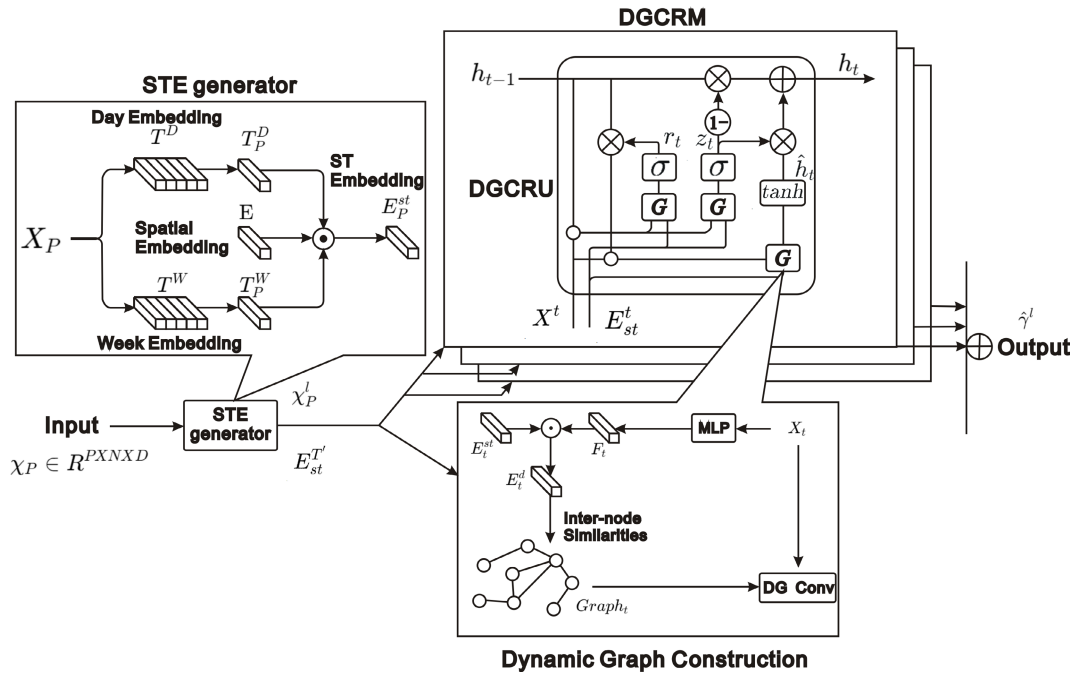 DGCRM
STE generator
Day Embedding
T^D
T_P^D
ST
Embedding
X_P
Spatial
Embedding
E
E_P^{st}
T^W
T_P^W
Week Embedding
h_{t-1}
h_t
1-
r_t
z_t
ĥ_t
σ
σ
tanh
DGCRU
G
G
G
X^t
E_{st}^t
γ̂^l
Output
Input
χ_P ∈ R^{PXNXD}
STE
generator
χ_P^l
E_{st}^{T'}
E_t^{st}
F_t
MLP
X_t
E_t^d
Inter-node
Similarities
Graph_t
DG Conv
Dynamic Graph Construction